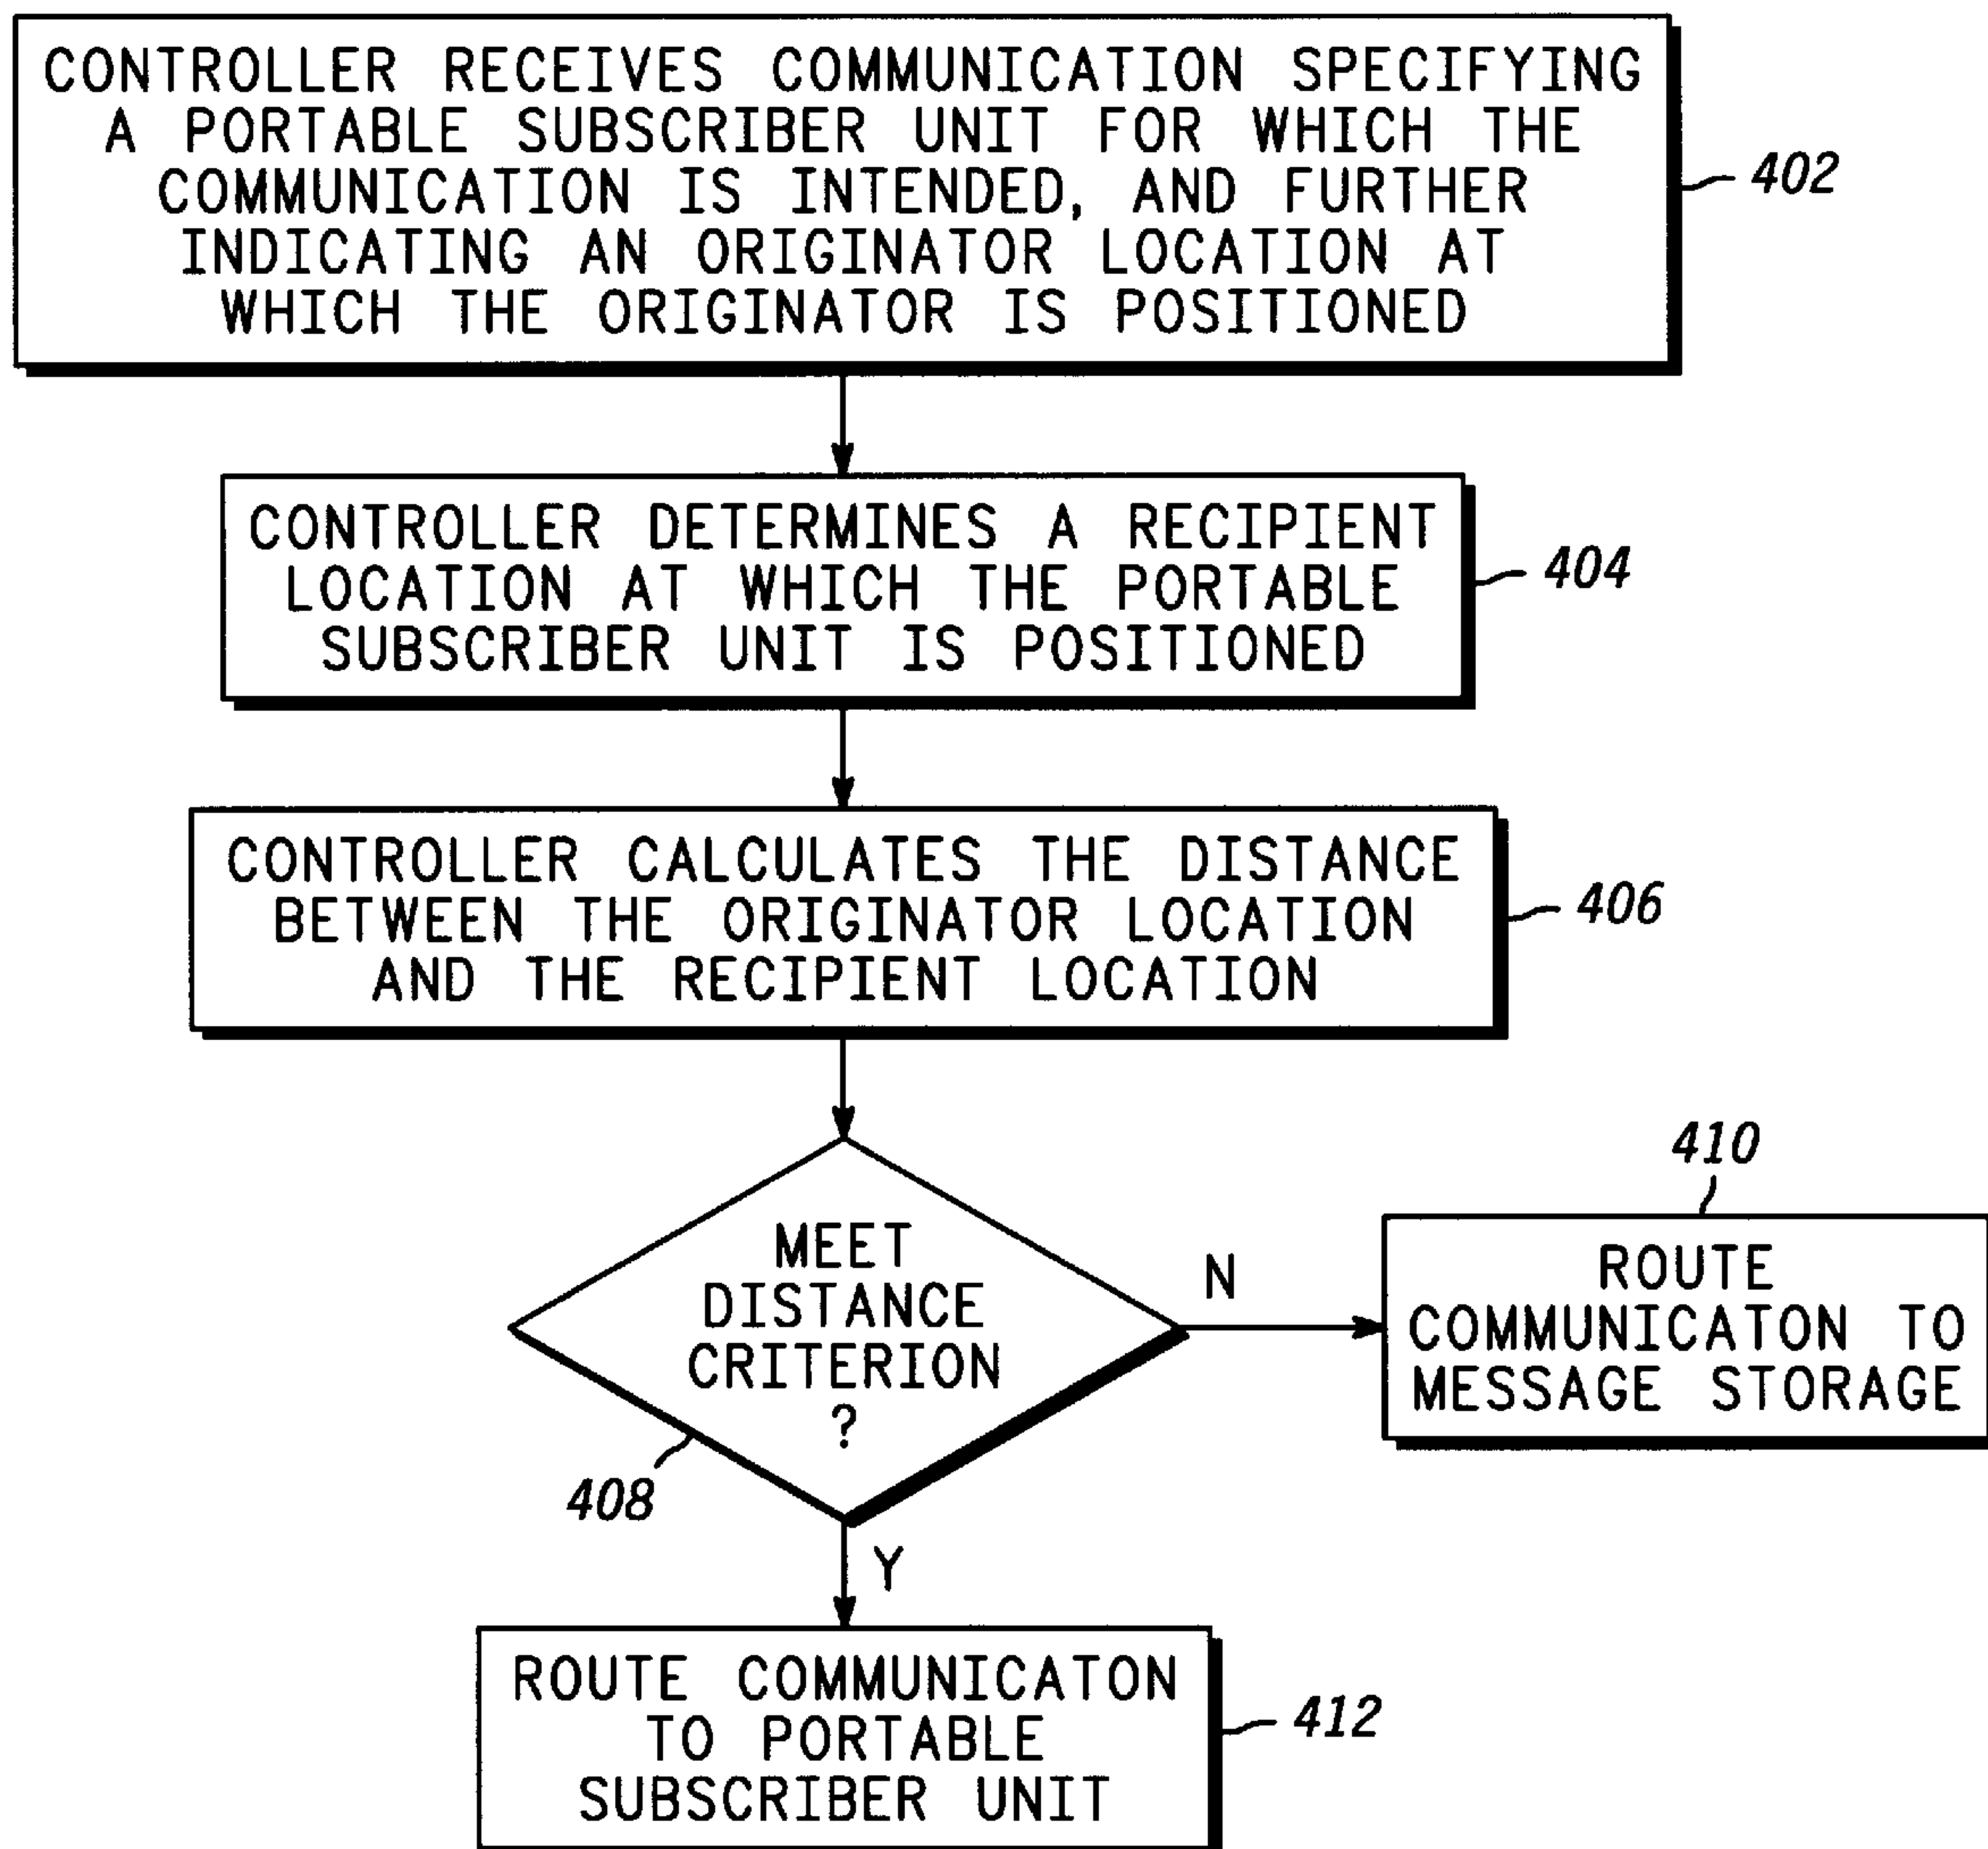 CONTROLLER RECEIVES COMMUNICATION SPECIFYING
A PORTABLE SUBSCRIBER UNIT FOR WHICH THE
COMMUNICATION IS INTENDED, AND FURTHER
INDICATING AN ORIGINATOR LOCATION AT
WHICH THE ORIGINATOR IS POSITIONED
402
CONTROLLER DETERMINES A RECIPIENT
LOCATION AT WHICH THE PORTABLE
SUBSCRIBER UNIT IS POSITIONED
404
CONTROLLER CALCULATES THE DISTANCE
BETWEEN THE ORIGINATOR LOCATION
AND THE RECIPIENT LOCATION
406
MEET
DISTANCE
CRITERION
?
408
N
410
ROUTE
COMMUNICATON TO
MESSAGE STORAGE
Y
ROUTE COMMUNICATON
TO PORTABLE
SUBSCRIBER UNIT
412